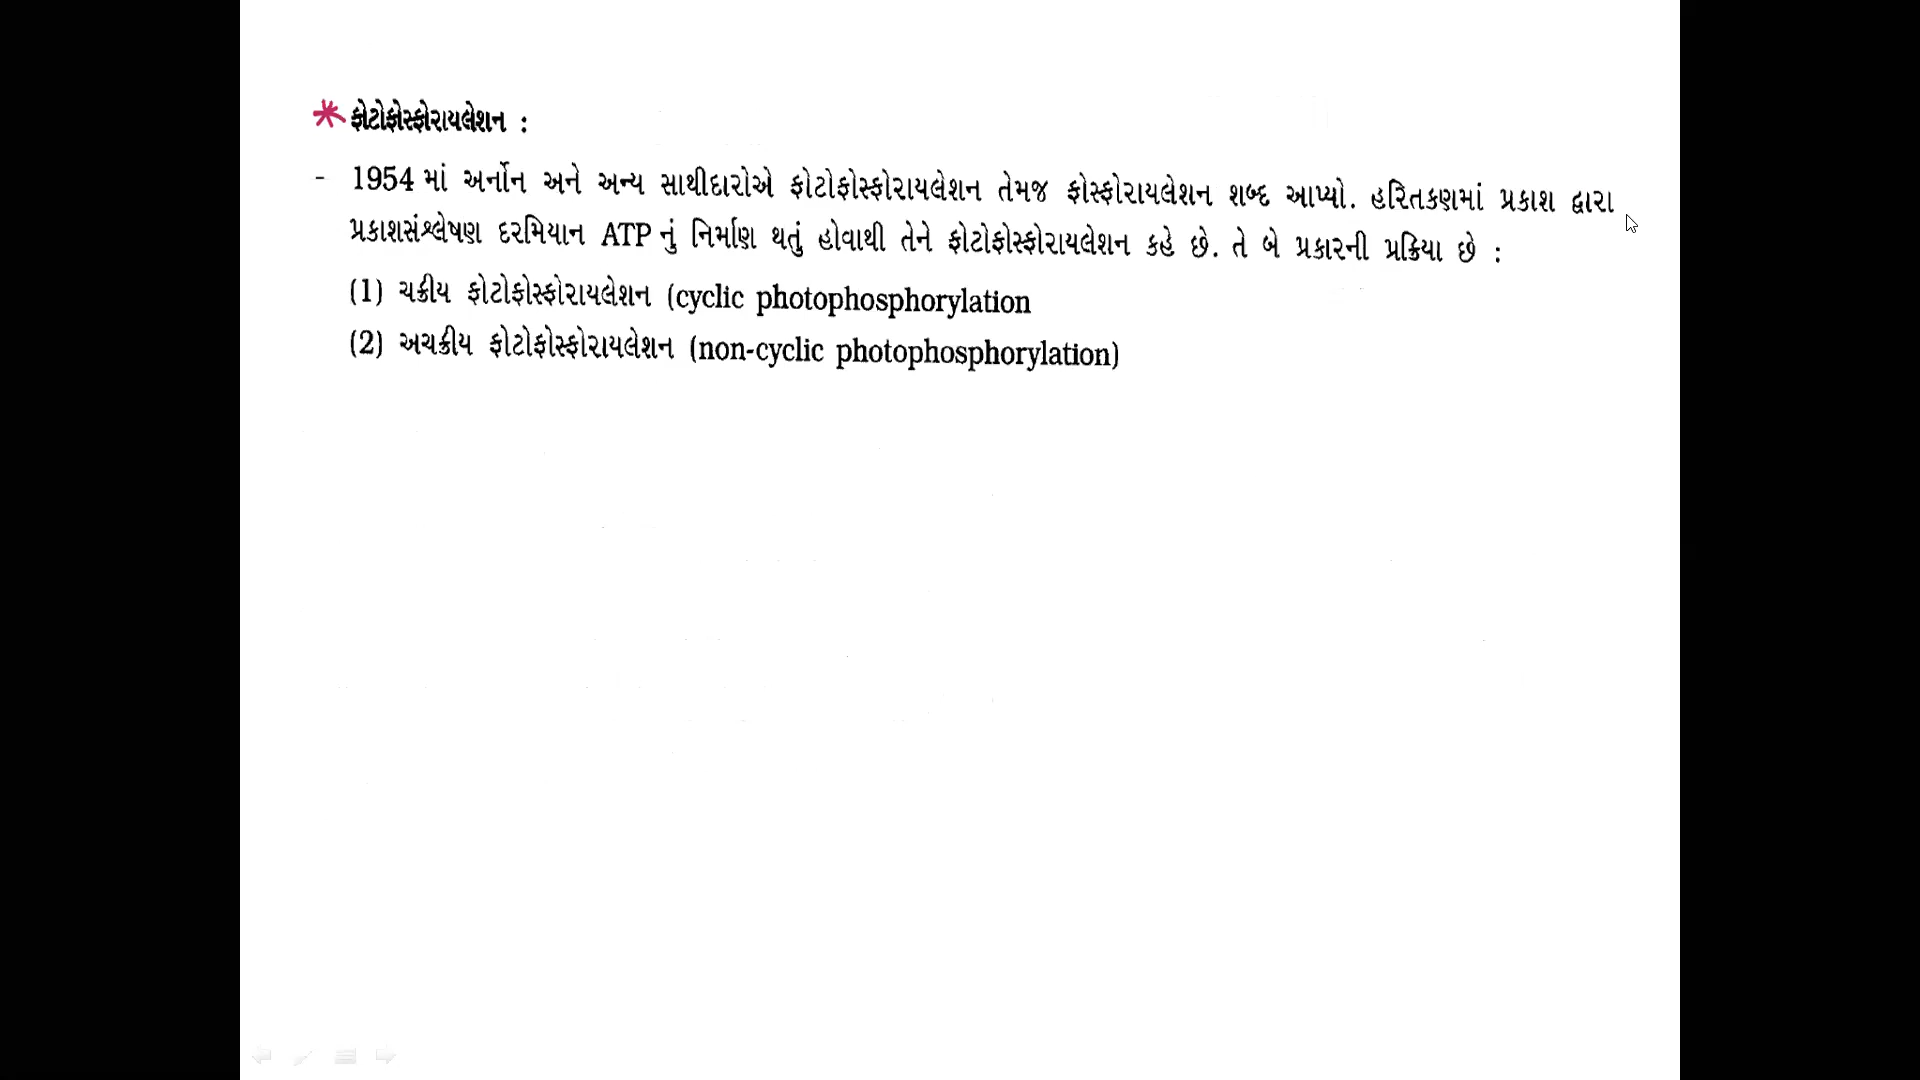 * ફોટોફોસ્ફોરાયલેશન :
- 1954 માં અર્નોન અને અન્ય સાથીદારોએ ફોટોફોસ્ફોરાયલેશન તેમજ ફોસ્ફોરાયલેશન શબ્દ આપ્યો. હરિતકણમાં પ્રકાશ દ્વારા
પ્રકાશસંશ્લેષણ દરમિયાન ATP નું નિર્માણ થતું હોવાથી તેને ફોટોફોસ્ફોરાયલેશન કહે છે. તે બે પ્રકારની પ્રક્રિયા છે :
(1) ચક્રીય ફોટોફોસ્ફોરાયલેશન (cyclic photophosphorylation
(2) અચક્રીય ફોટોફોસ્ફોરાયલેશન (non-cyclic photophosphorylation)